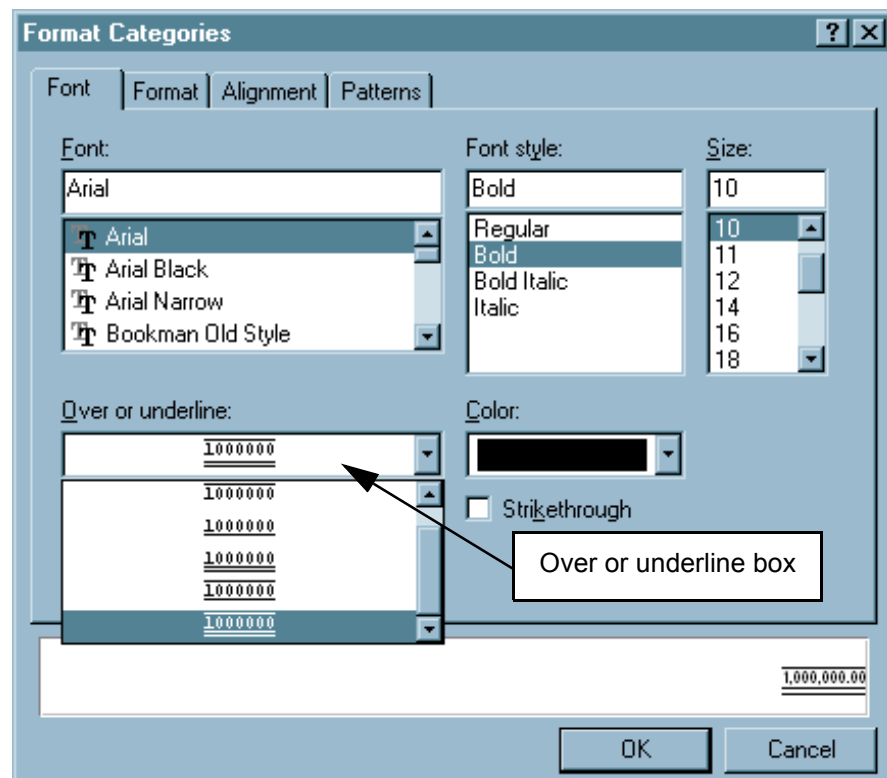 Format Categories
Font Format Alignment Patterns
Font: Font style: Size:
Arial Bold 10
Arial Regular 10
Arial Black Bold 11
Arial Narrow Bold Italic 12
Bookman Old Style Italic 14
16
18
Over or underline: Color:
1000000
1000000
1000000 Strikethrough
1000000
1000000
1000000
Over or underline box
1,000,000.00
OK Cancel